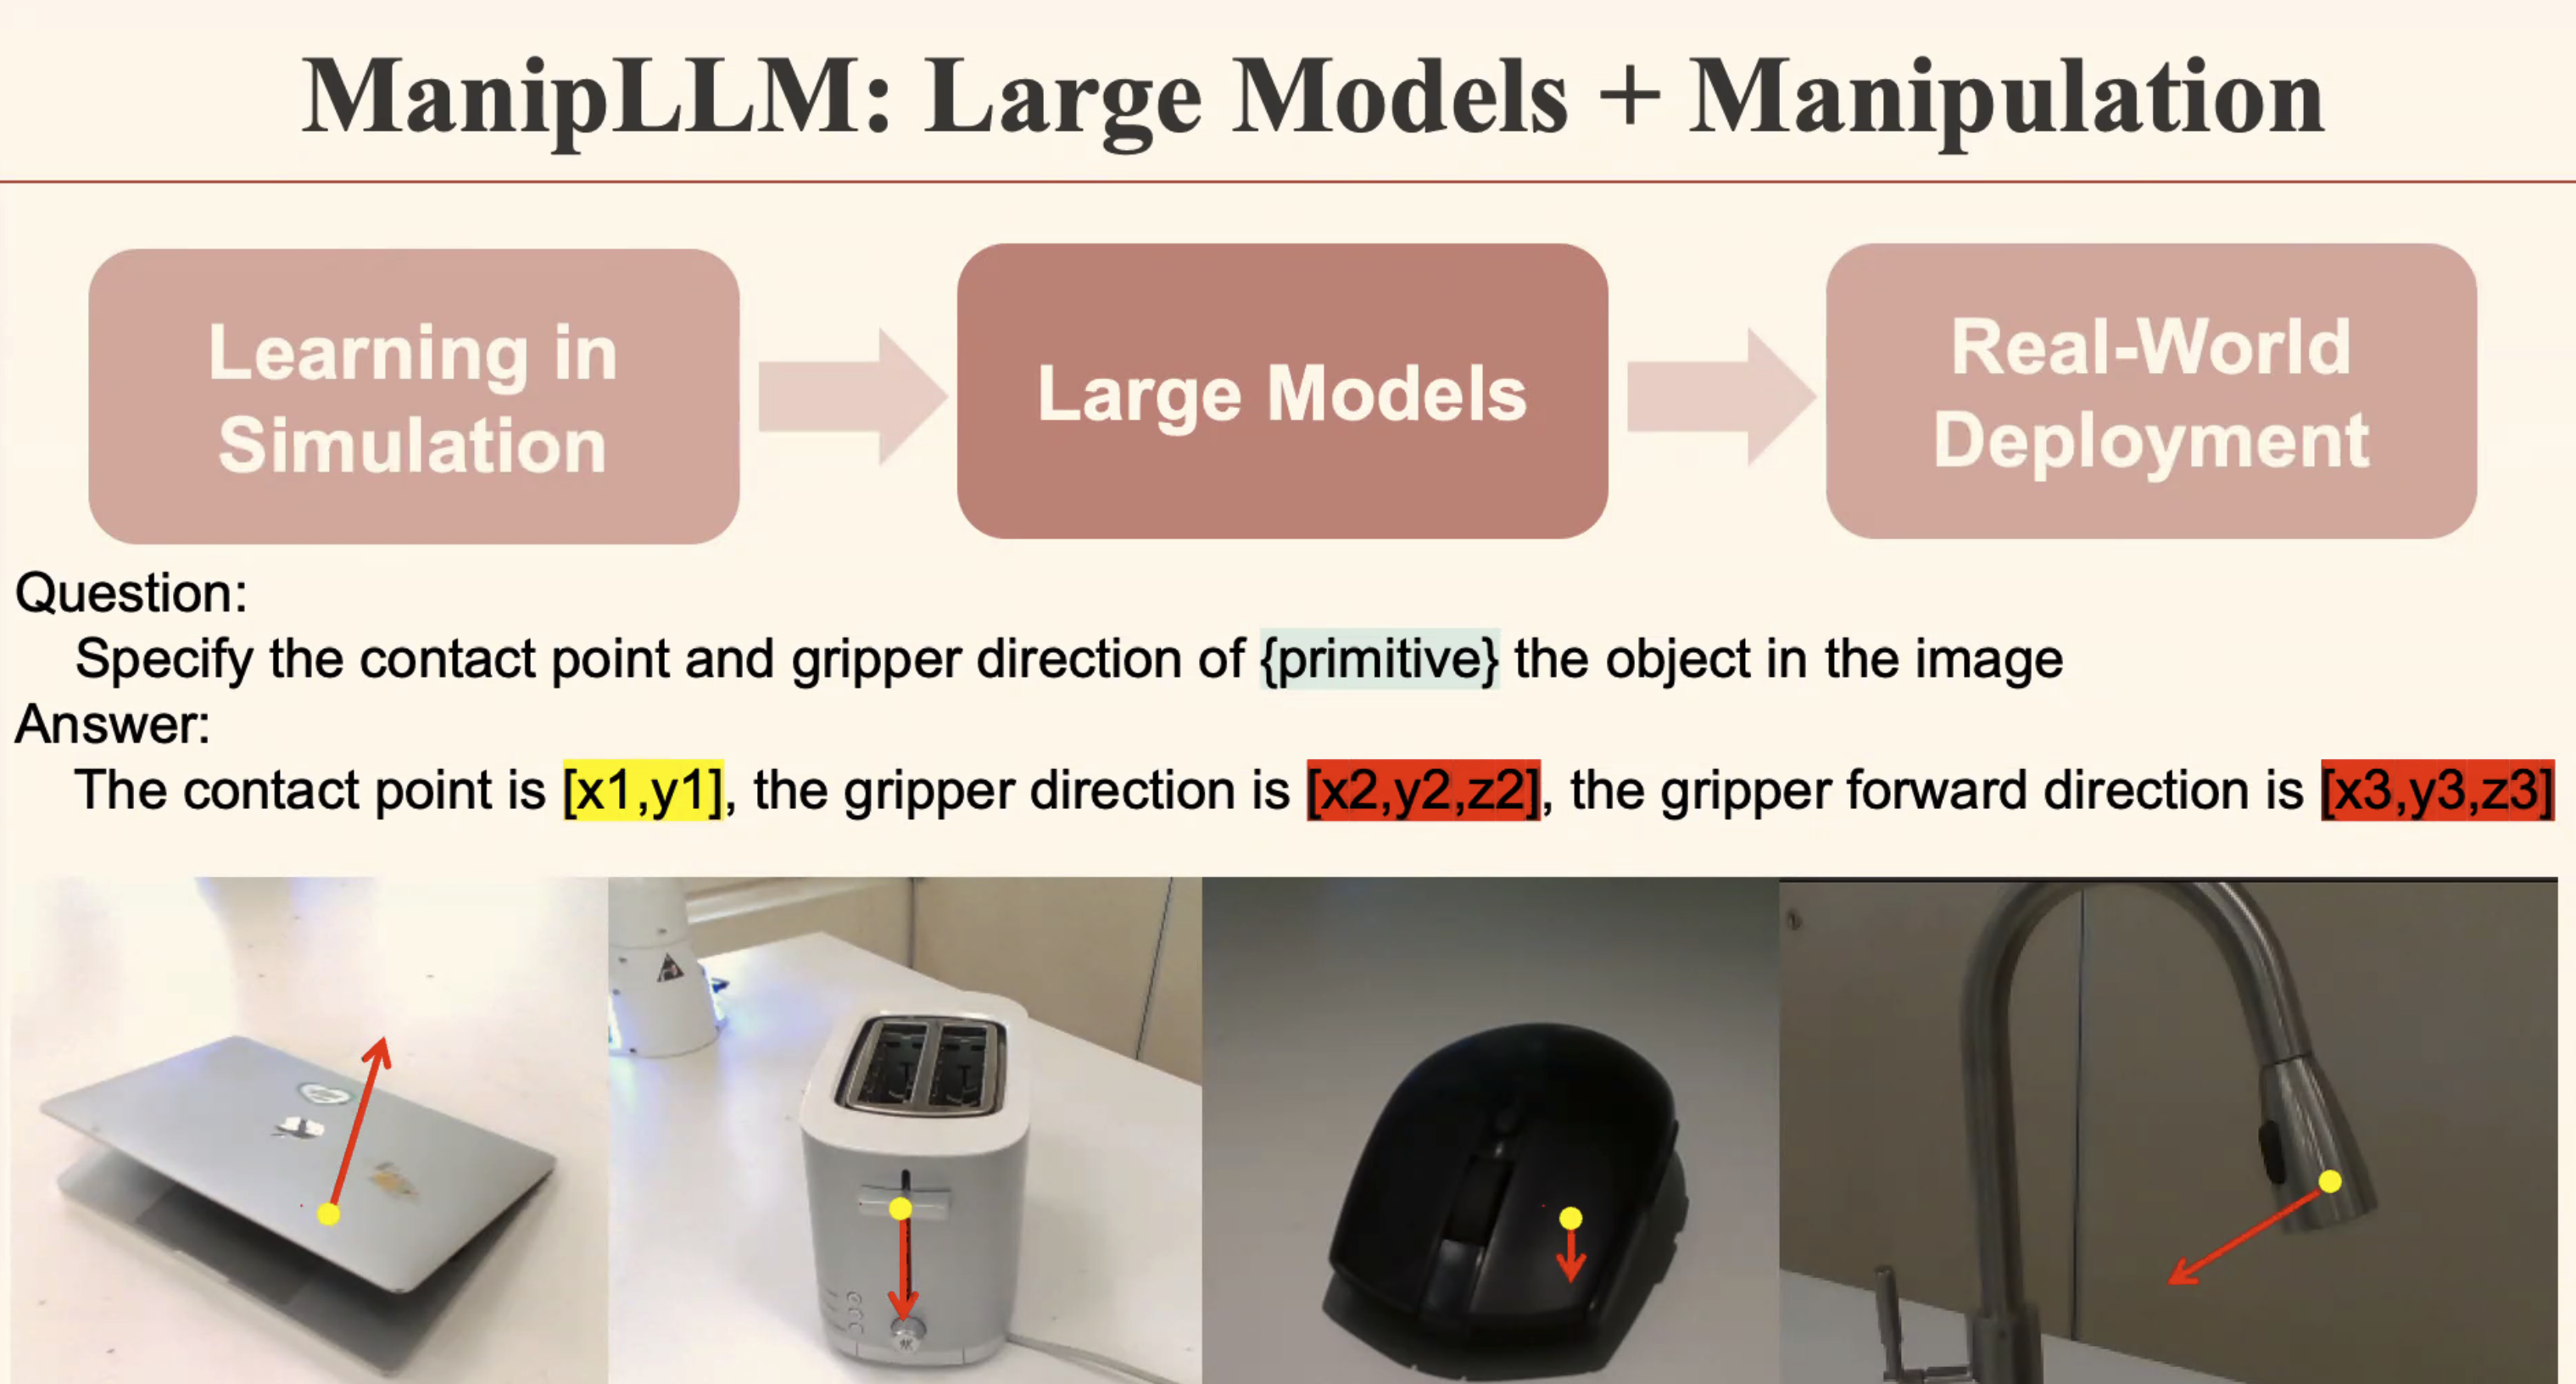 ManipLLM: Large Models + Manipulation
Learning in
Simulation
Large Models
Real-World
Deployment
Question:
Specify the contact point and gripper direction of {primitive} the object in the image
Answer:
The contact point is [x1,y1], the gripper direction is [x2,y2,z2], the gripper forward direction is [x3,y3,z3]